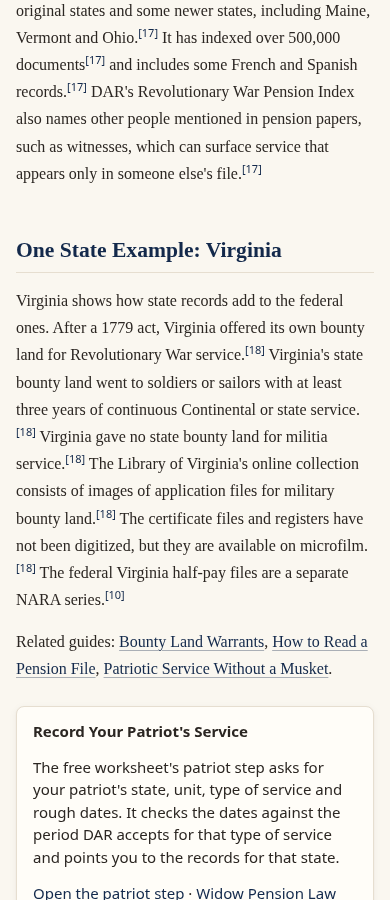 original states and some newer states, including Maine,
Vermont and Ohio.[17] It has indexed over 500,000
documents[17] and includes some French and Spanish
records.[17] DAR's Revolutionary War Pension Index
also names other people mentioned in pension papers,
such as witnesses, which can surface service that
appears only in someone else's file.[17]
One State Example: Virginia
Virginia shows how state records add to the federal
ones. After a 1779 act, Virginia offered its own bounty
land for Revolutionary War service.[18] Virginia's state
bounty land went to soldiers or sailors with at least
three years of continuous Continental or state service.
[18] Virginia gave no state bounty land for militia
service.[18] The Library of Virginia's online collection
consists of images of application files for military
bounty land.[18] The certificate files and registers have
not been digitized, but they are available on microfilm.
[18] The federal Virginia half-pay files are a separate
NARA series.[10]
Related guides: Bounty Land Warrants, How to Read a
Pension File, Patriotic Service Without a Musket.
Record Your Patriot's Service
The free worksheet's patriot step asks for
your patriot's state, unit, type of service and
rough dates. It checks the dates against the
period DAR accepts for that type of service
and points you to the records for that state.
Open the patriot step · Widow Pension Law